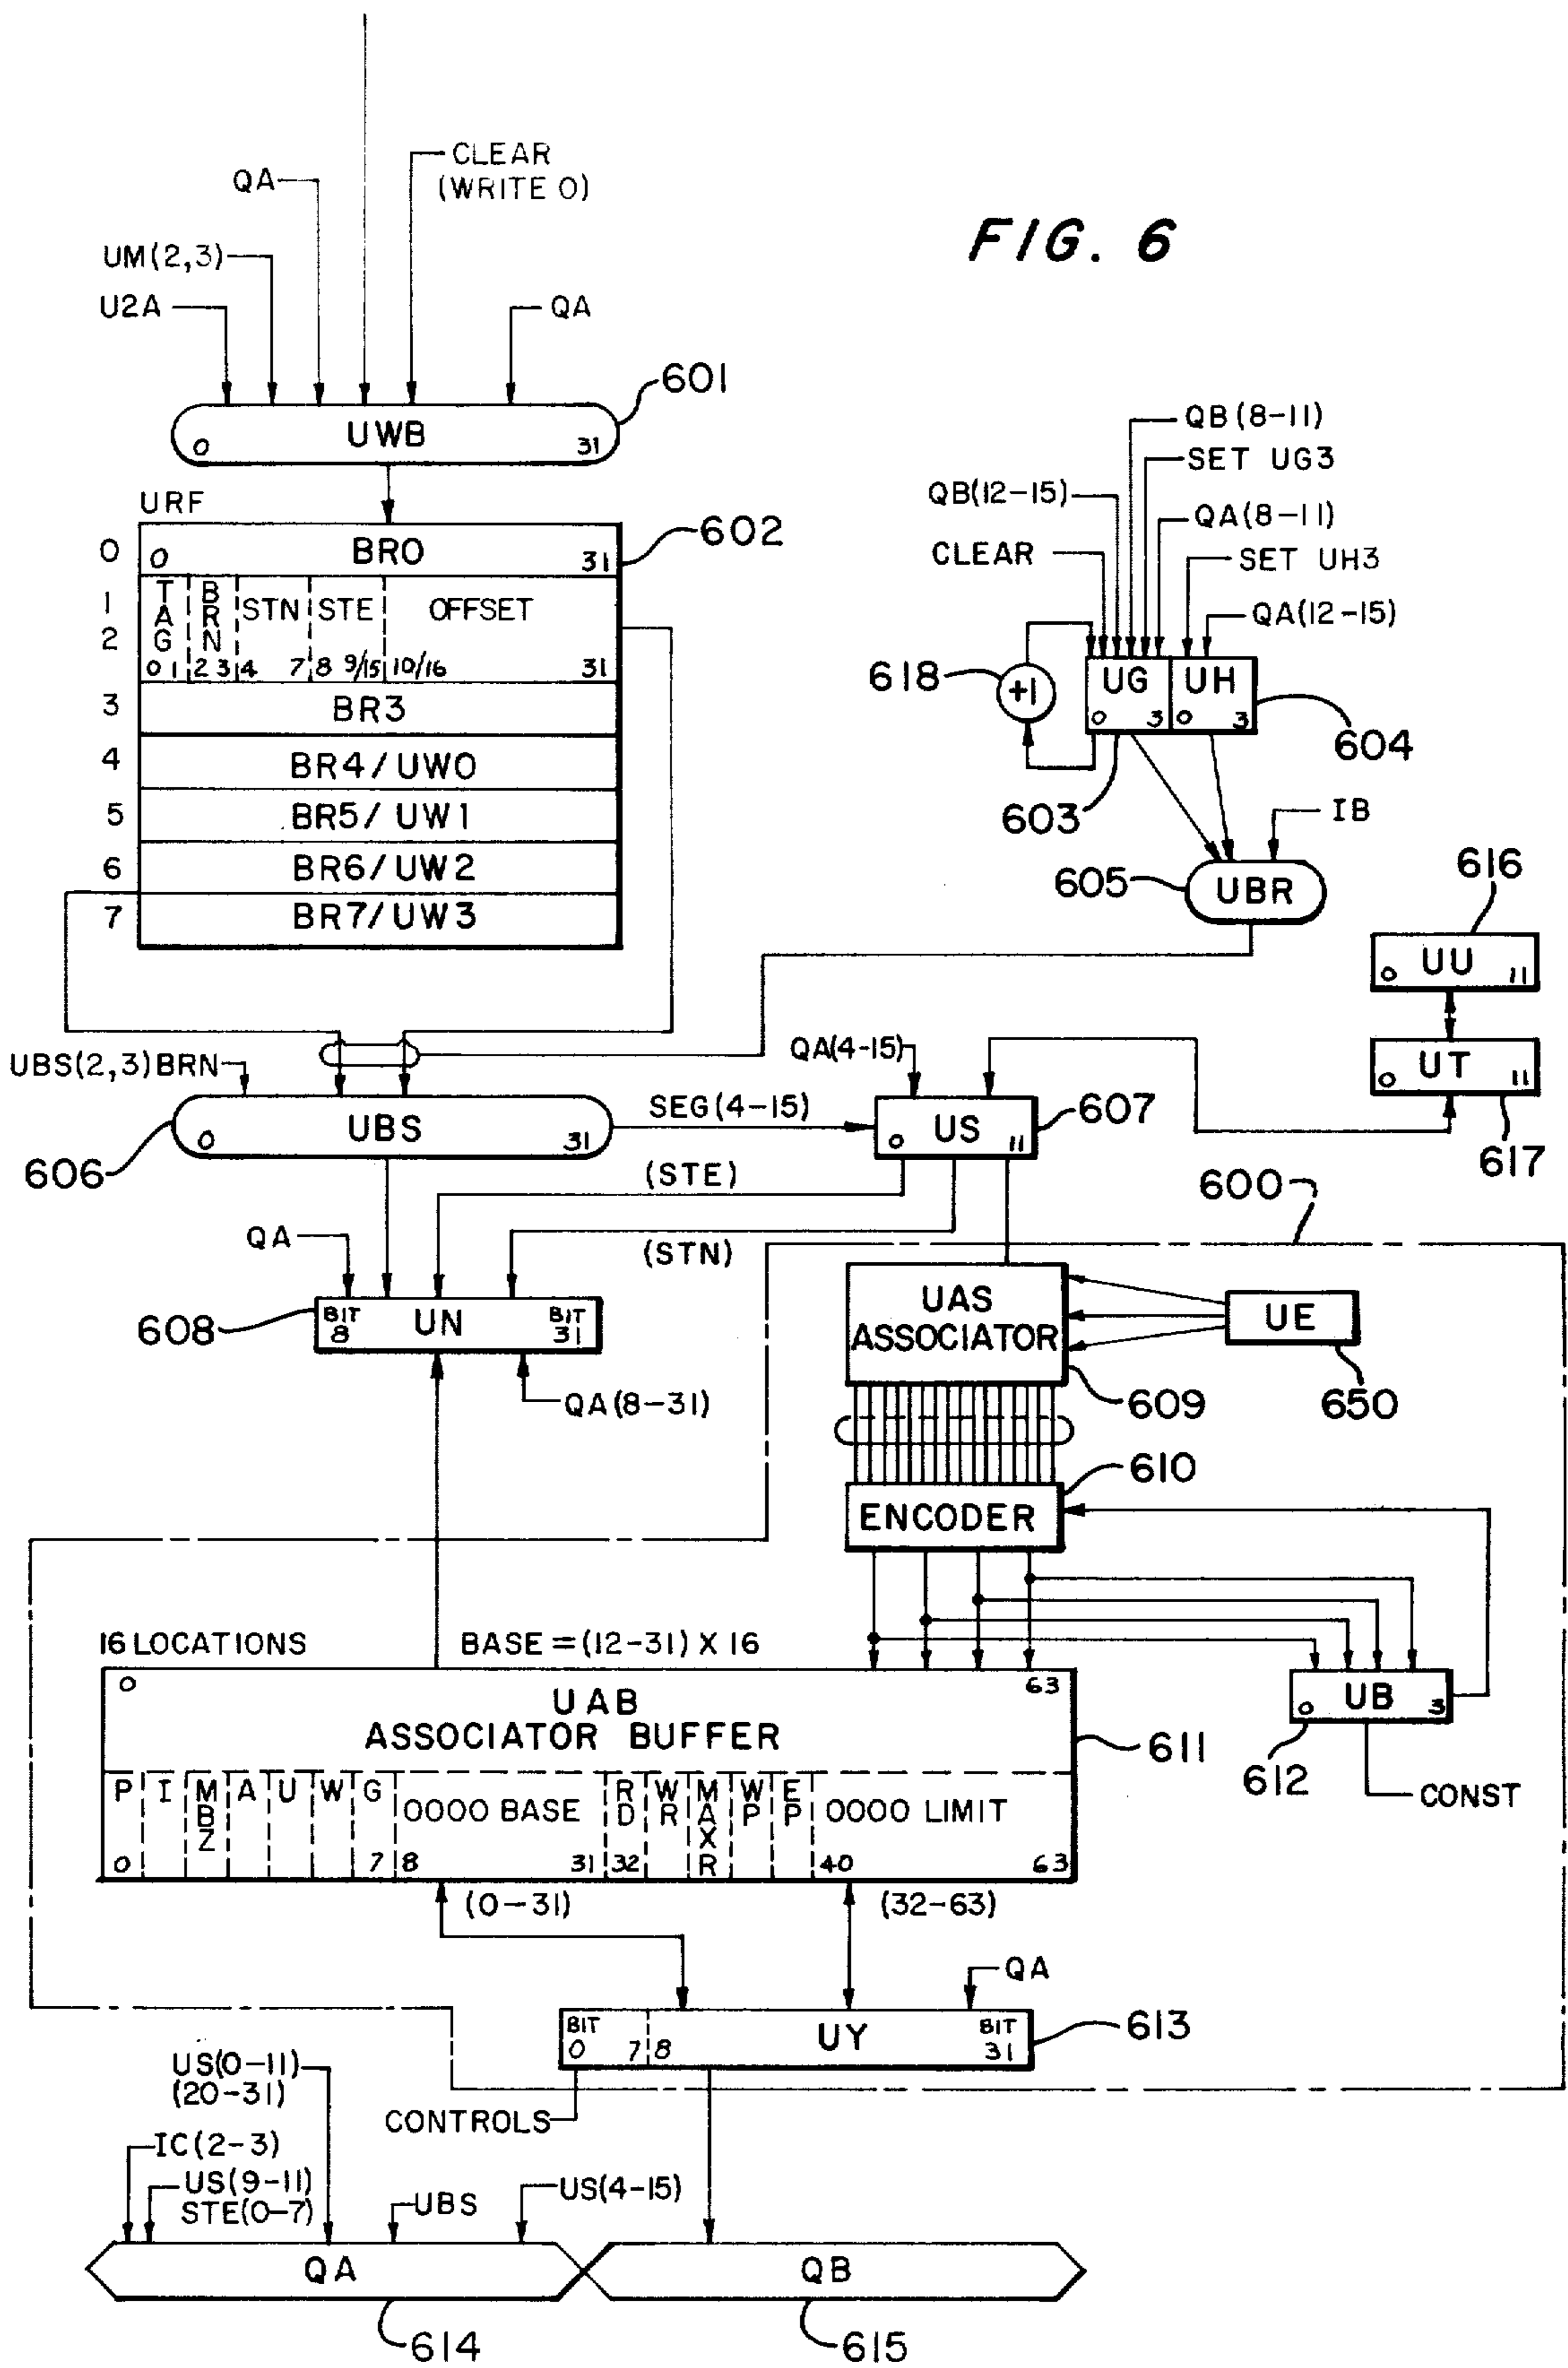 FIG. 6
CLEAR
(WRITE 0)
QA
UM(2,3)
U2A
QA
601
0 UWB 31
URF
602
0
0 BR0 31
1
2
TAG
BRN
STN
STE
OFFSET
0 1 2 3 4 7 8 9/15 10/16 31
3
BR3
4
BR4/UW0
5
BR5/UW1
6
BR6/UW2
7
BR7/UW3
QB(8-11)
SET UG3
QB(12-15)
QA(8-11)
CLEAR
SET UH3
QA(12-15)
618
+1
UG
0 3
UH
0 3
604
603
IB
605
UBR
616
0 UU 11
0 UT 11
617
UBS(2,3)BRN
0 UBS 31
606
SEG(4-15)
QA(4-15)
0 US 11
607
(STE)
(STN)
600
QA
608
BIT 8
UN
BIT 31
QA(8-31)
UAS
ASSOCIATOR
609
UE
650
610
ENCODER
16 LOCATIONS
BASE=(12-31) X 16
0
63
UAB
ASSOCIATOR BUFFER
611
P
I
MBZ
A
U
W
G
0000 BASE
RD
WR
MAXR
WP
EP
0000 LIMIT
0 7 8 31 32 40 63
0 UB 3
612
CONST
(0-31)
(32-63)
QA
BIT 0
7 8
UY
BIT 31
613
CONTROLS
US(0-11)
(20-31)
IC(2-3)
US(9-11)
STE(0-7)
UBS
US(4-15)
QA
QB
614
615